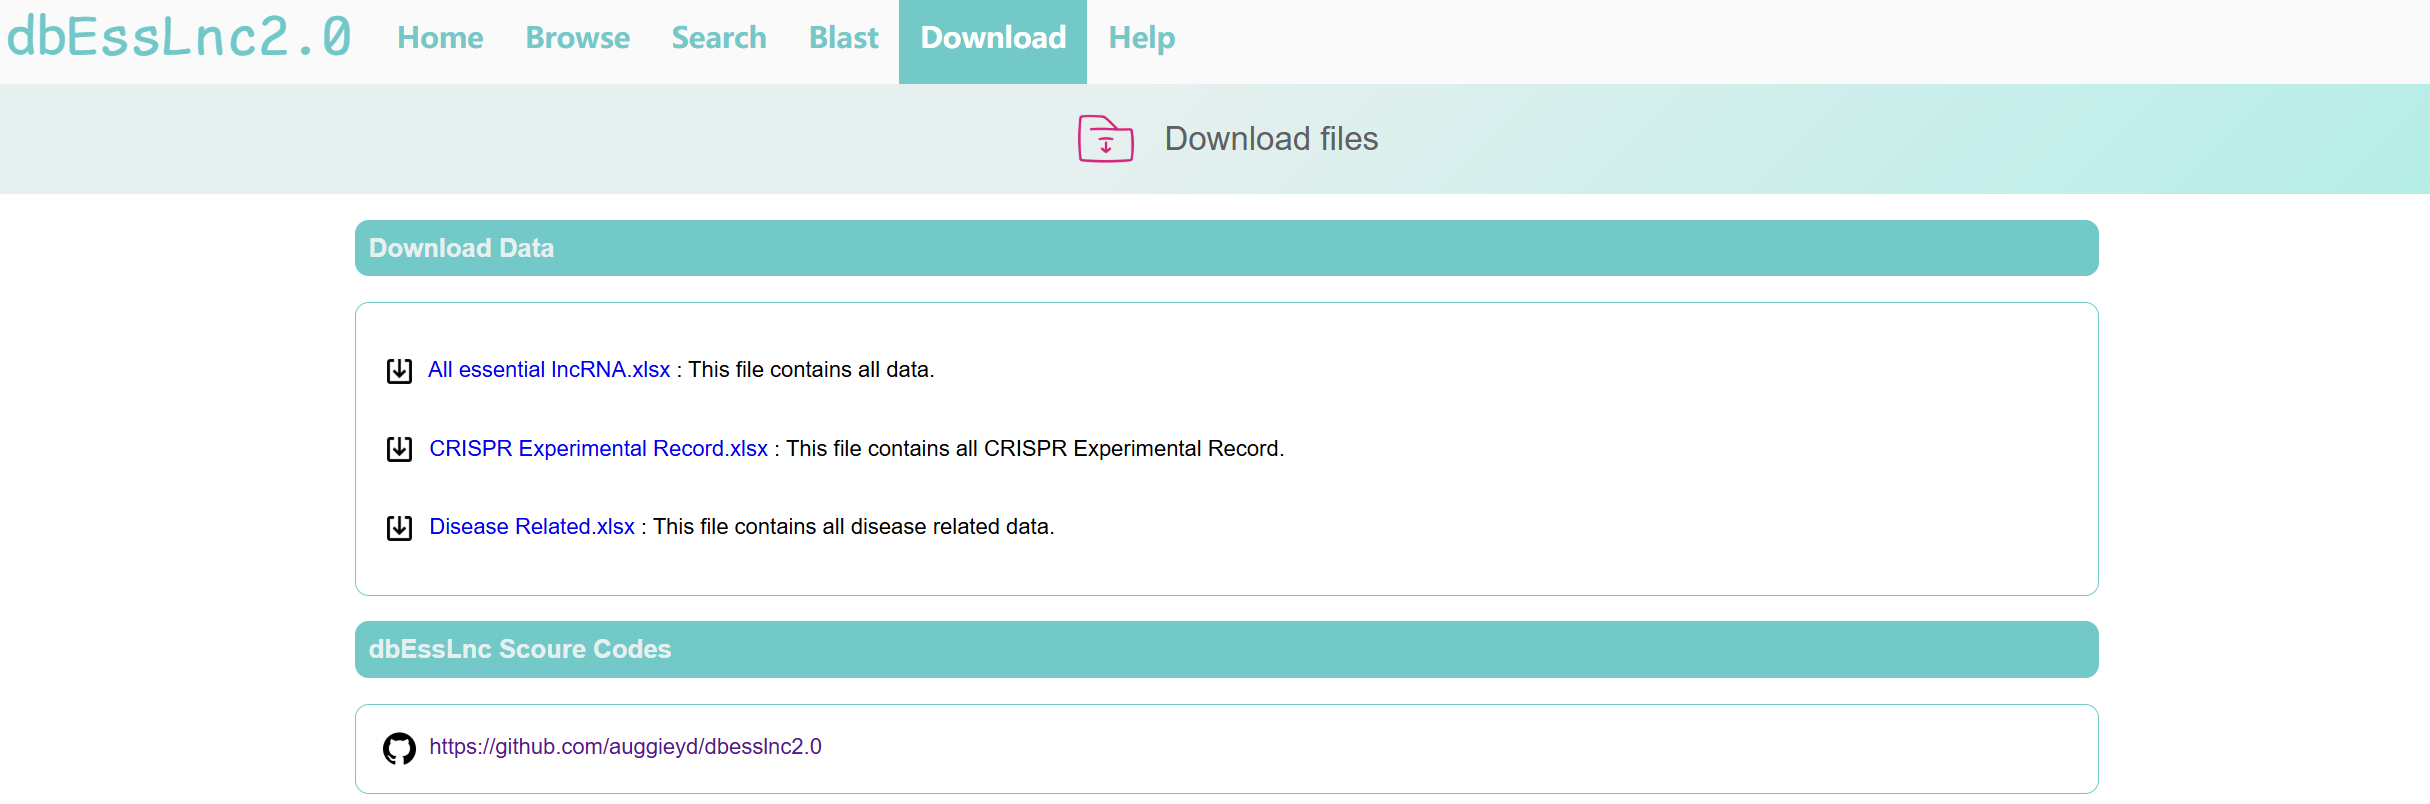 dbEssLnc2.0 Home Browse Search Blast Download Help
Download files
Download Data
All essential lncRNA.xlsx : This file contains all data.
CRISPR Experimental Record.xlsx : This file contains all CRISPR Experimental Record.
Disease Related.xlsx : This file contains all disease related data.
dbEssLnc Scoure Codes
https://github.com/auggieyd/dbesslnc2.0